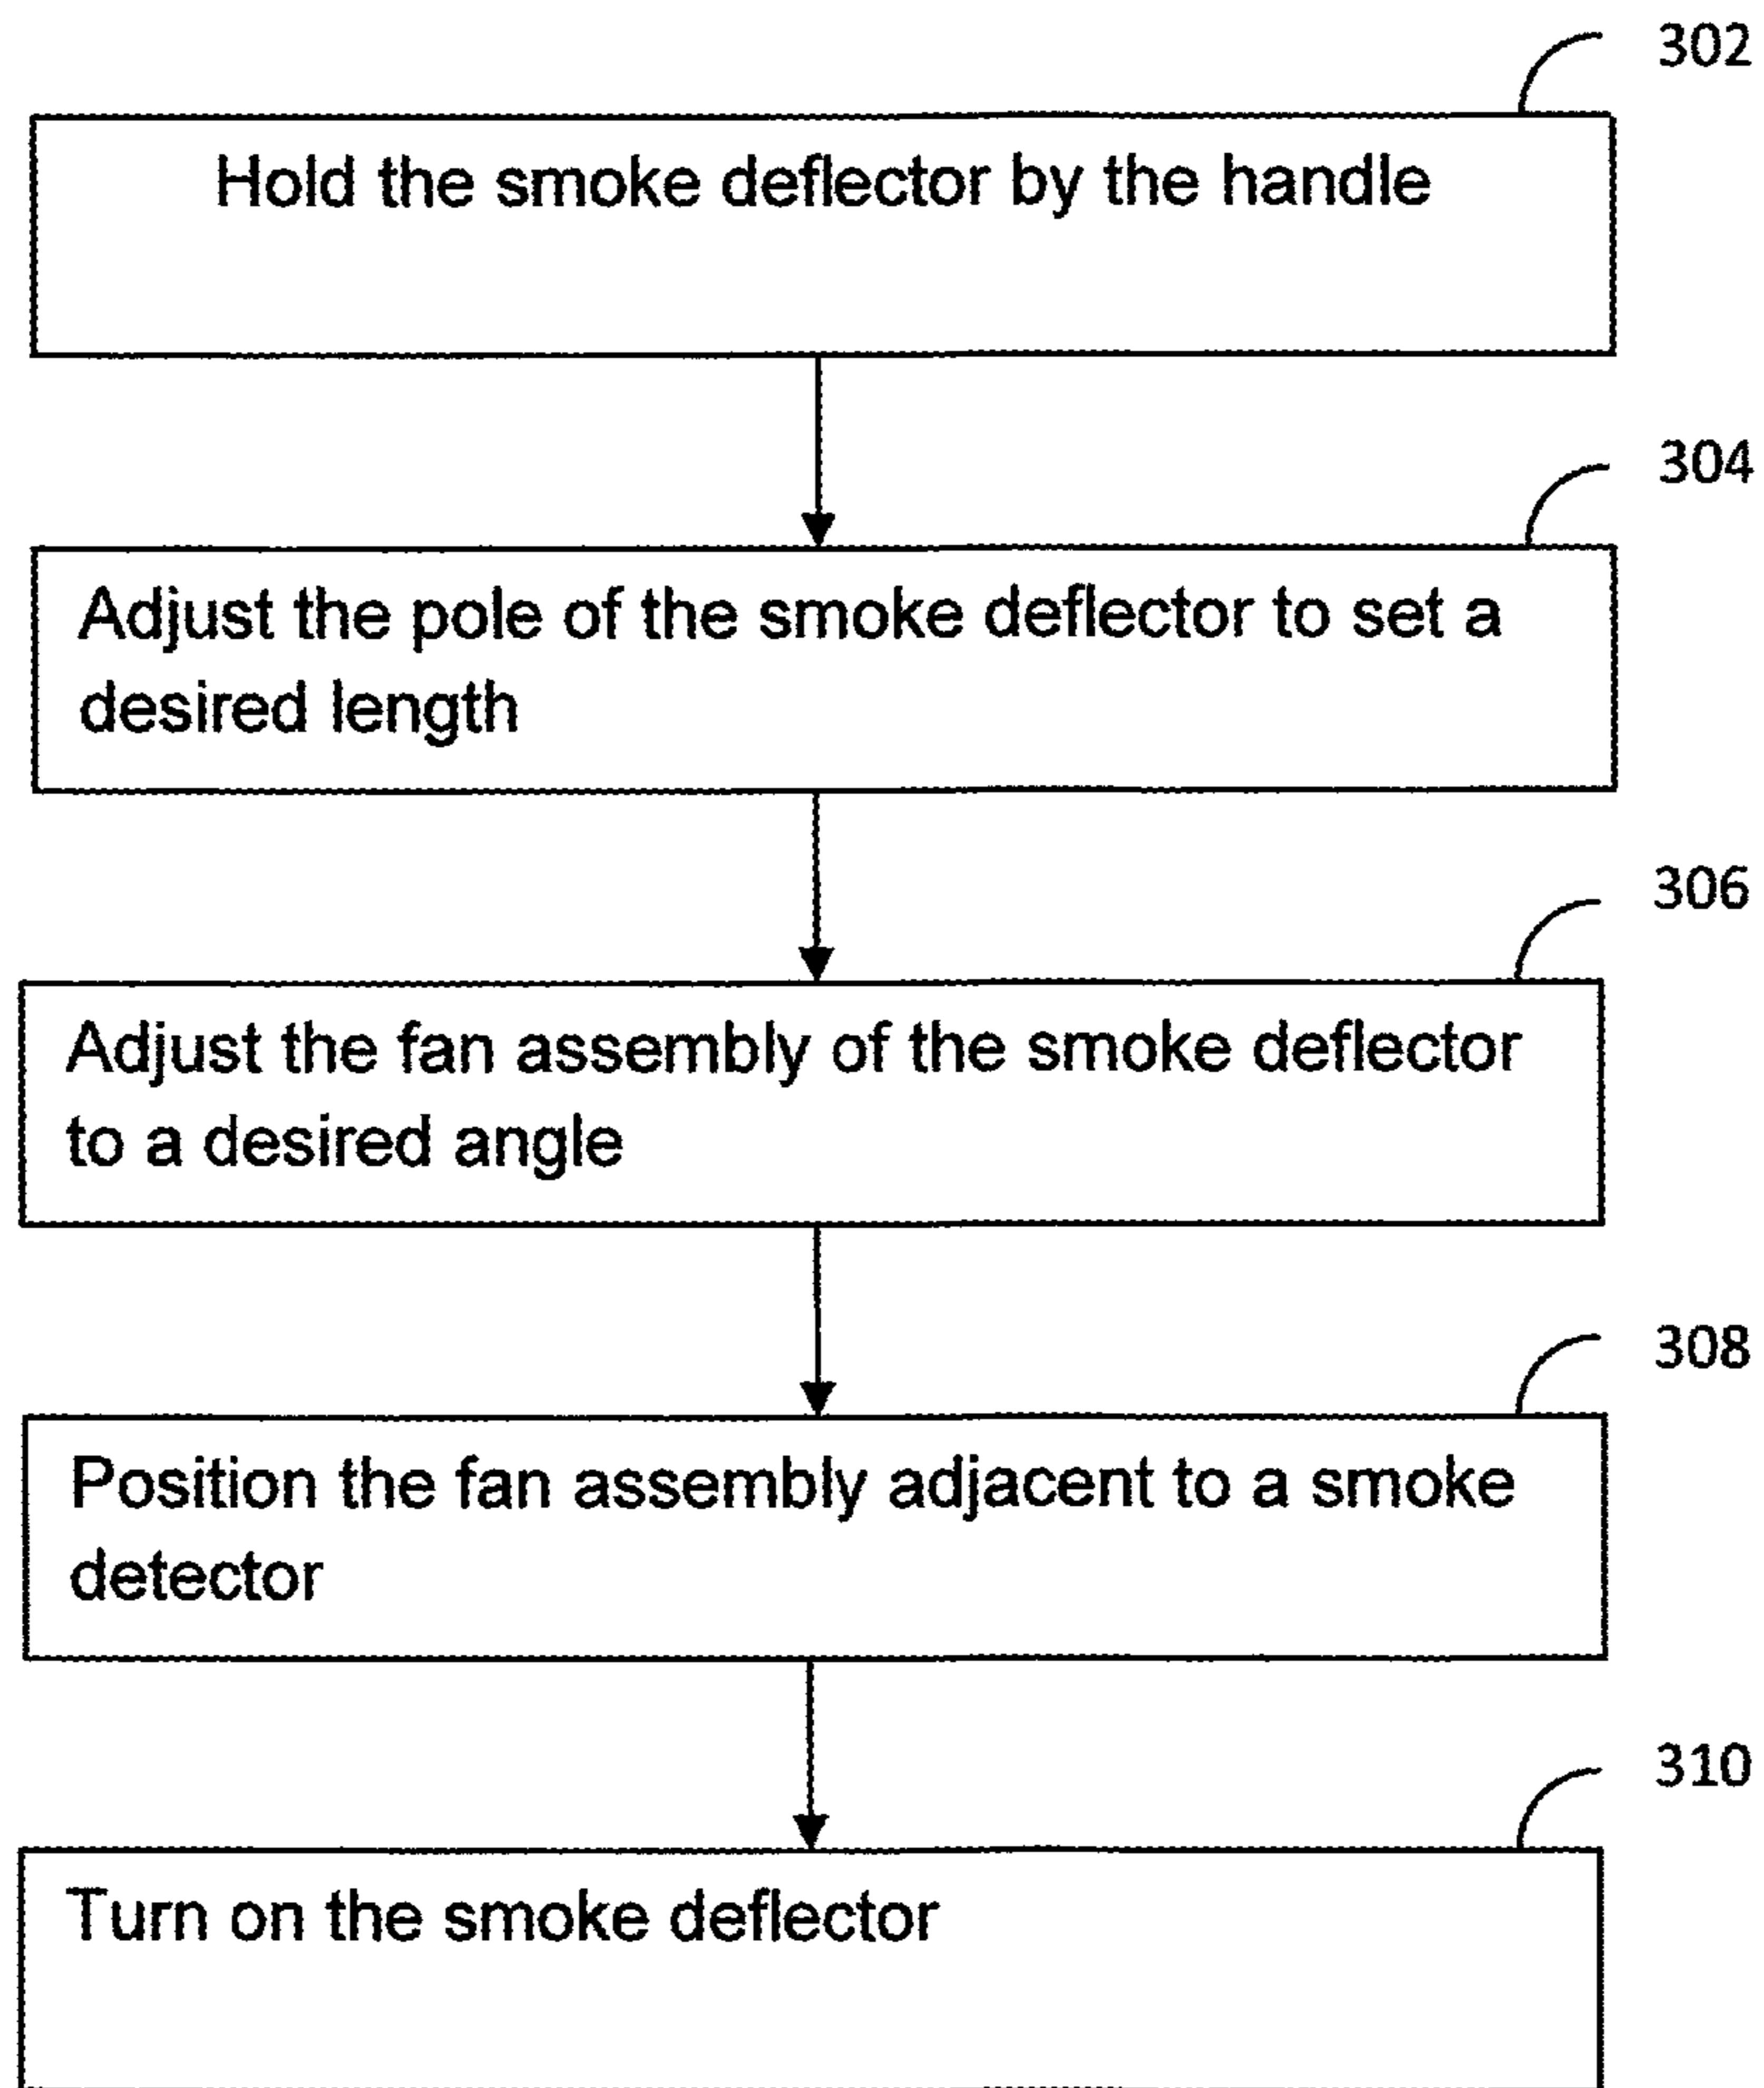 302
Hold the smoke deflector by the handle
304
Adjust the pole of the smoke deflector to set a
desired length
306
Adjust the fan assembly of the smoke deflector
to a desired angle
308
Position the fan assembly adjacent to a smoke
detector
310
Turn on the smoke deflector